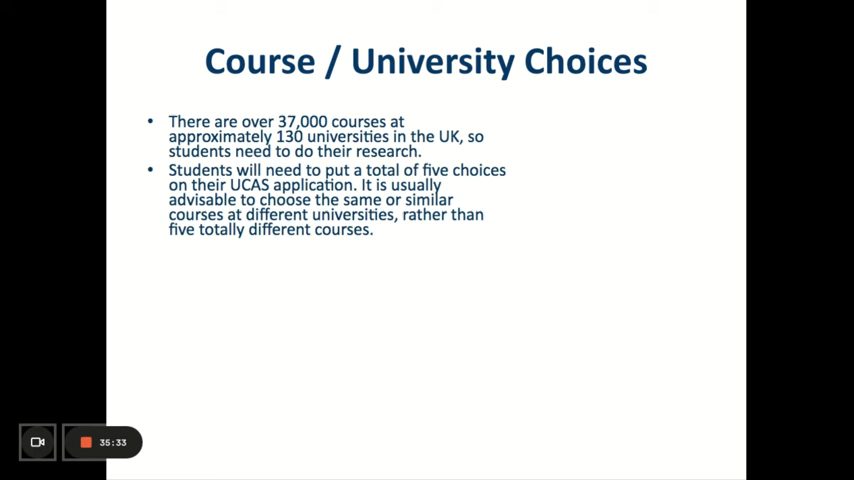 Course / University Choices
• There are over 37,000 courses at
approximately 130 universities in the UK, so
students need to do their research.
• Students will need to put a total of five choices
on their UCAS application. It is usually
advisable to choose the same or similar
courses at different universities, rather than
five totally different courses.
35:33